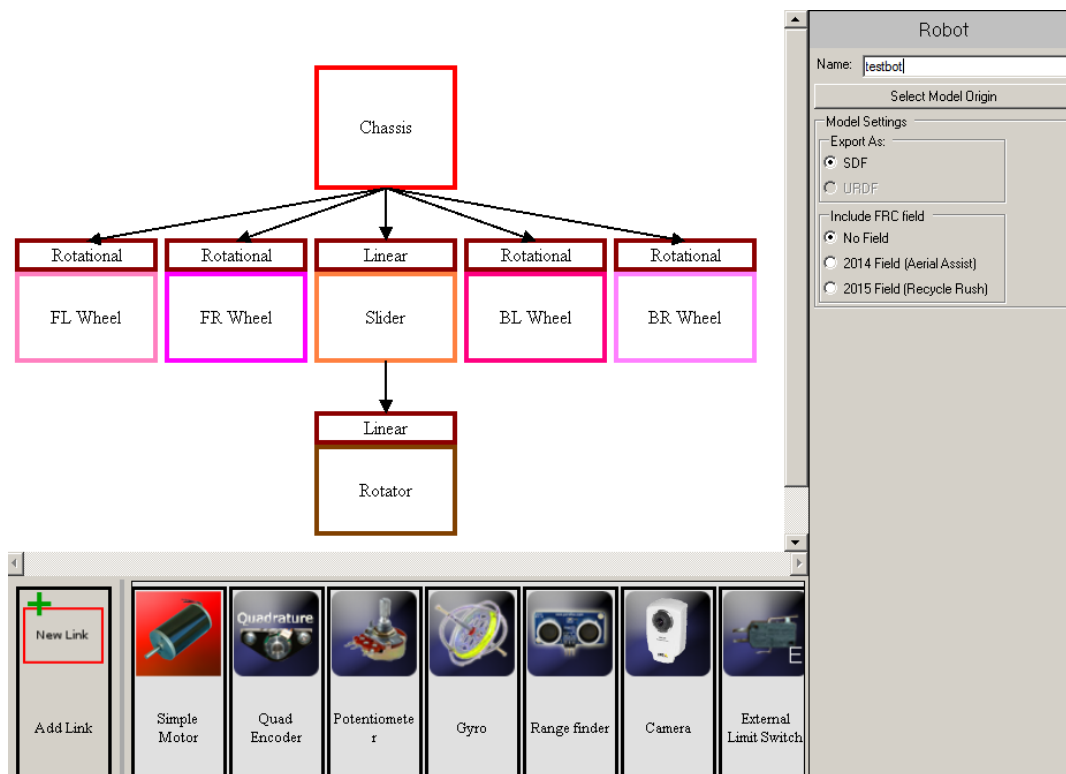 Chassis
Rotational
Rotational
Linear
Rotational
Rotational
FL Wheel
FR Wheel
Slider
BL Wheel
BR Wheel
Linear
Rotator
New Link
Add Link
Simple
Motor
Quadrature
Quad
Encoder
Potentiomete
r
Gyro
Range finder
Camera
E
External
Limit Switch
Robot
Name:
testbot
Select Model Origin
Model Settings
Export As:
SDF
URDF
Include FRC field
No Field
2014 Field (Aerial Assist)
2015 Field (Recycle Rush)